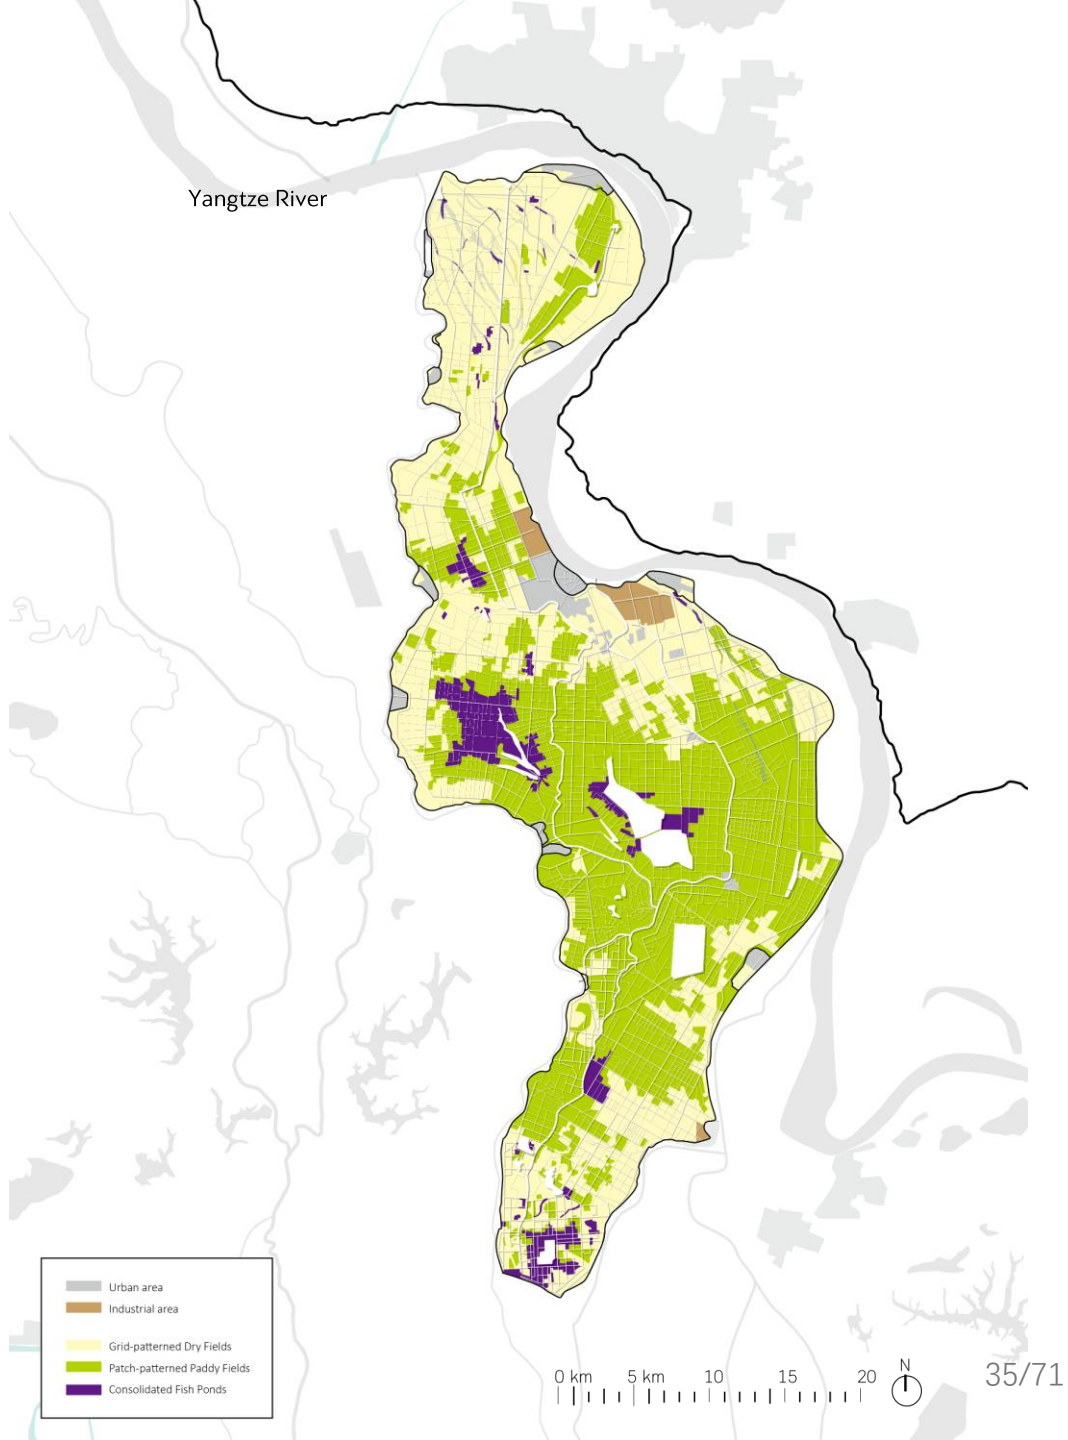 Yangtze River
Urban area
Industrial area
Grid-patterned Dry Fields
Patch-patterned Paddy Fields
Consolidated Fish Ponds
0 km 5 km 10 15 20
N
35/71